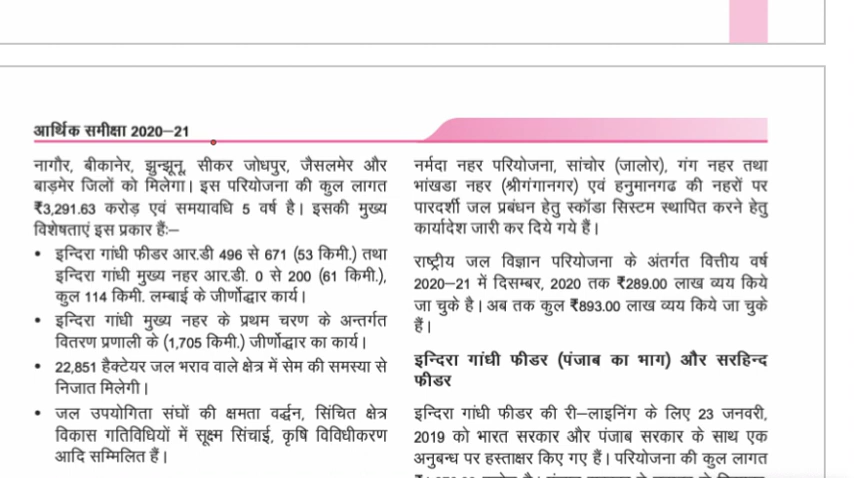 आर्थिक समीक्षा 2020–21
नागौर, बीकानेर, झुन्झूनू, सीकर जोधपुर, जैसलमेर और
बाड़मेर जिलों को मिलेगा। इस परियोजना की कुल लागत
₹3,291.63 करोड़ एवं समयावधि 5 वर्ष है। इसकी मुख्य
विशेषताएं इस प्रकार हैं:–
• इन्दिरा गांधी फीडर आर.डी 496 से 671 (53 किमी.) तथा
इन्दिरा गांधी मुख्य नहर आर.डी. 0 से 200 (61 किमी.),
कुल 114 किमी. लम्बाई के जीर्णोद्धार कार्य।
• इन्दिरा गांधी मुख्य नहर के प्रथम चरण के अन्तर्गत
वितरण प्रणाली के (1,705 किमी.) जीर्णोद्धार का कार्य।
• 22,851 हैक्टेयर जल भराव वाले क्षेत्र में सेम की समस्या से
निजात मिलेगी।
• जल उपयोगिता संघों की क्षमता वर्द्धन, सिंचित क्षेत्र
विकास गतिविधियों में सूक्ष्म सिंचाई, कृषि विविधीकरण
आदि सम्मिलित हैं।
नर्मदा नहर परियोजना, सांचोर (जालोर), गंग नहर तथा
भांखडा नहर (श्रीगंगानगर) एवं हनुमानगढ की नहरों पर
पारदर्शी जल प्रबंधन हेतु स्कॉडा सिस्टम स्थापित करने हेतु
कार्यादेश जारी कर दिये गये हैं।
राष्ट्रीय जल विज्ञान परियोजना के अंतर्गत वित्तीय वर्ष
2020–21 में दिसम्बर, 2020 तक ₹289.00 लाख व्यय किये
जा चुके है। अब तक कुल ₹893.00 लाख व्यय किये जा चुके
हैं।
इन्दिरा गांधी फीडर (पंजाब का भाग) और सरहिन्द
फीडर
इन्दिरा गांधी फीडर की री–लाइनिंग के लिए 23 जनवरी,
2019 को भारत सरकार और पंजाब सरकार के साथ एक
अनुबन्ध पर हस्ताक्षर किए गए हैं। परियोजना की कुल लागत